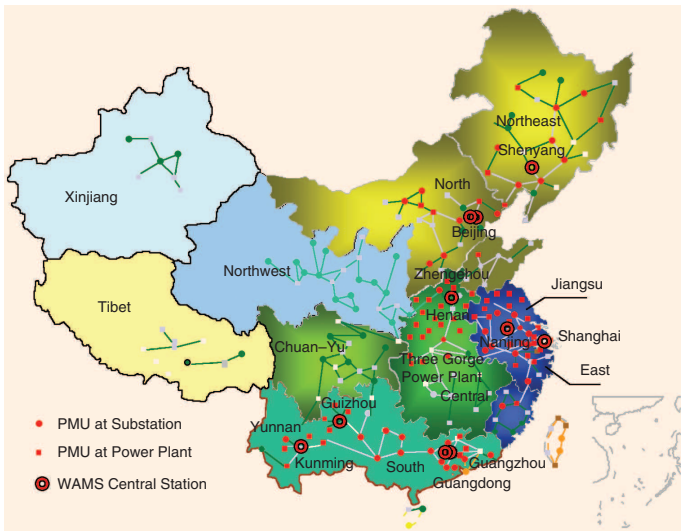 Northeast
Shenyang
North
Xinjiang
Beijing
Northwest
Zhengehou
Jiangsu
Tibet
Henan
Nanjing
Shanghai
Chuan–Yu
Three Gorge
Power Plant
East
Central
Guizhou
Yunnan
PMU at Substation
PMU at Power Plant
Kunming
South
Guangzhou
Guangdong
WAMS Central Station